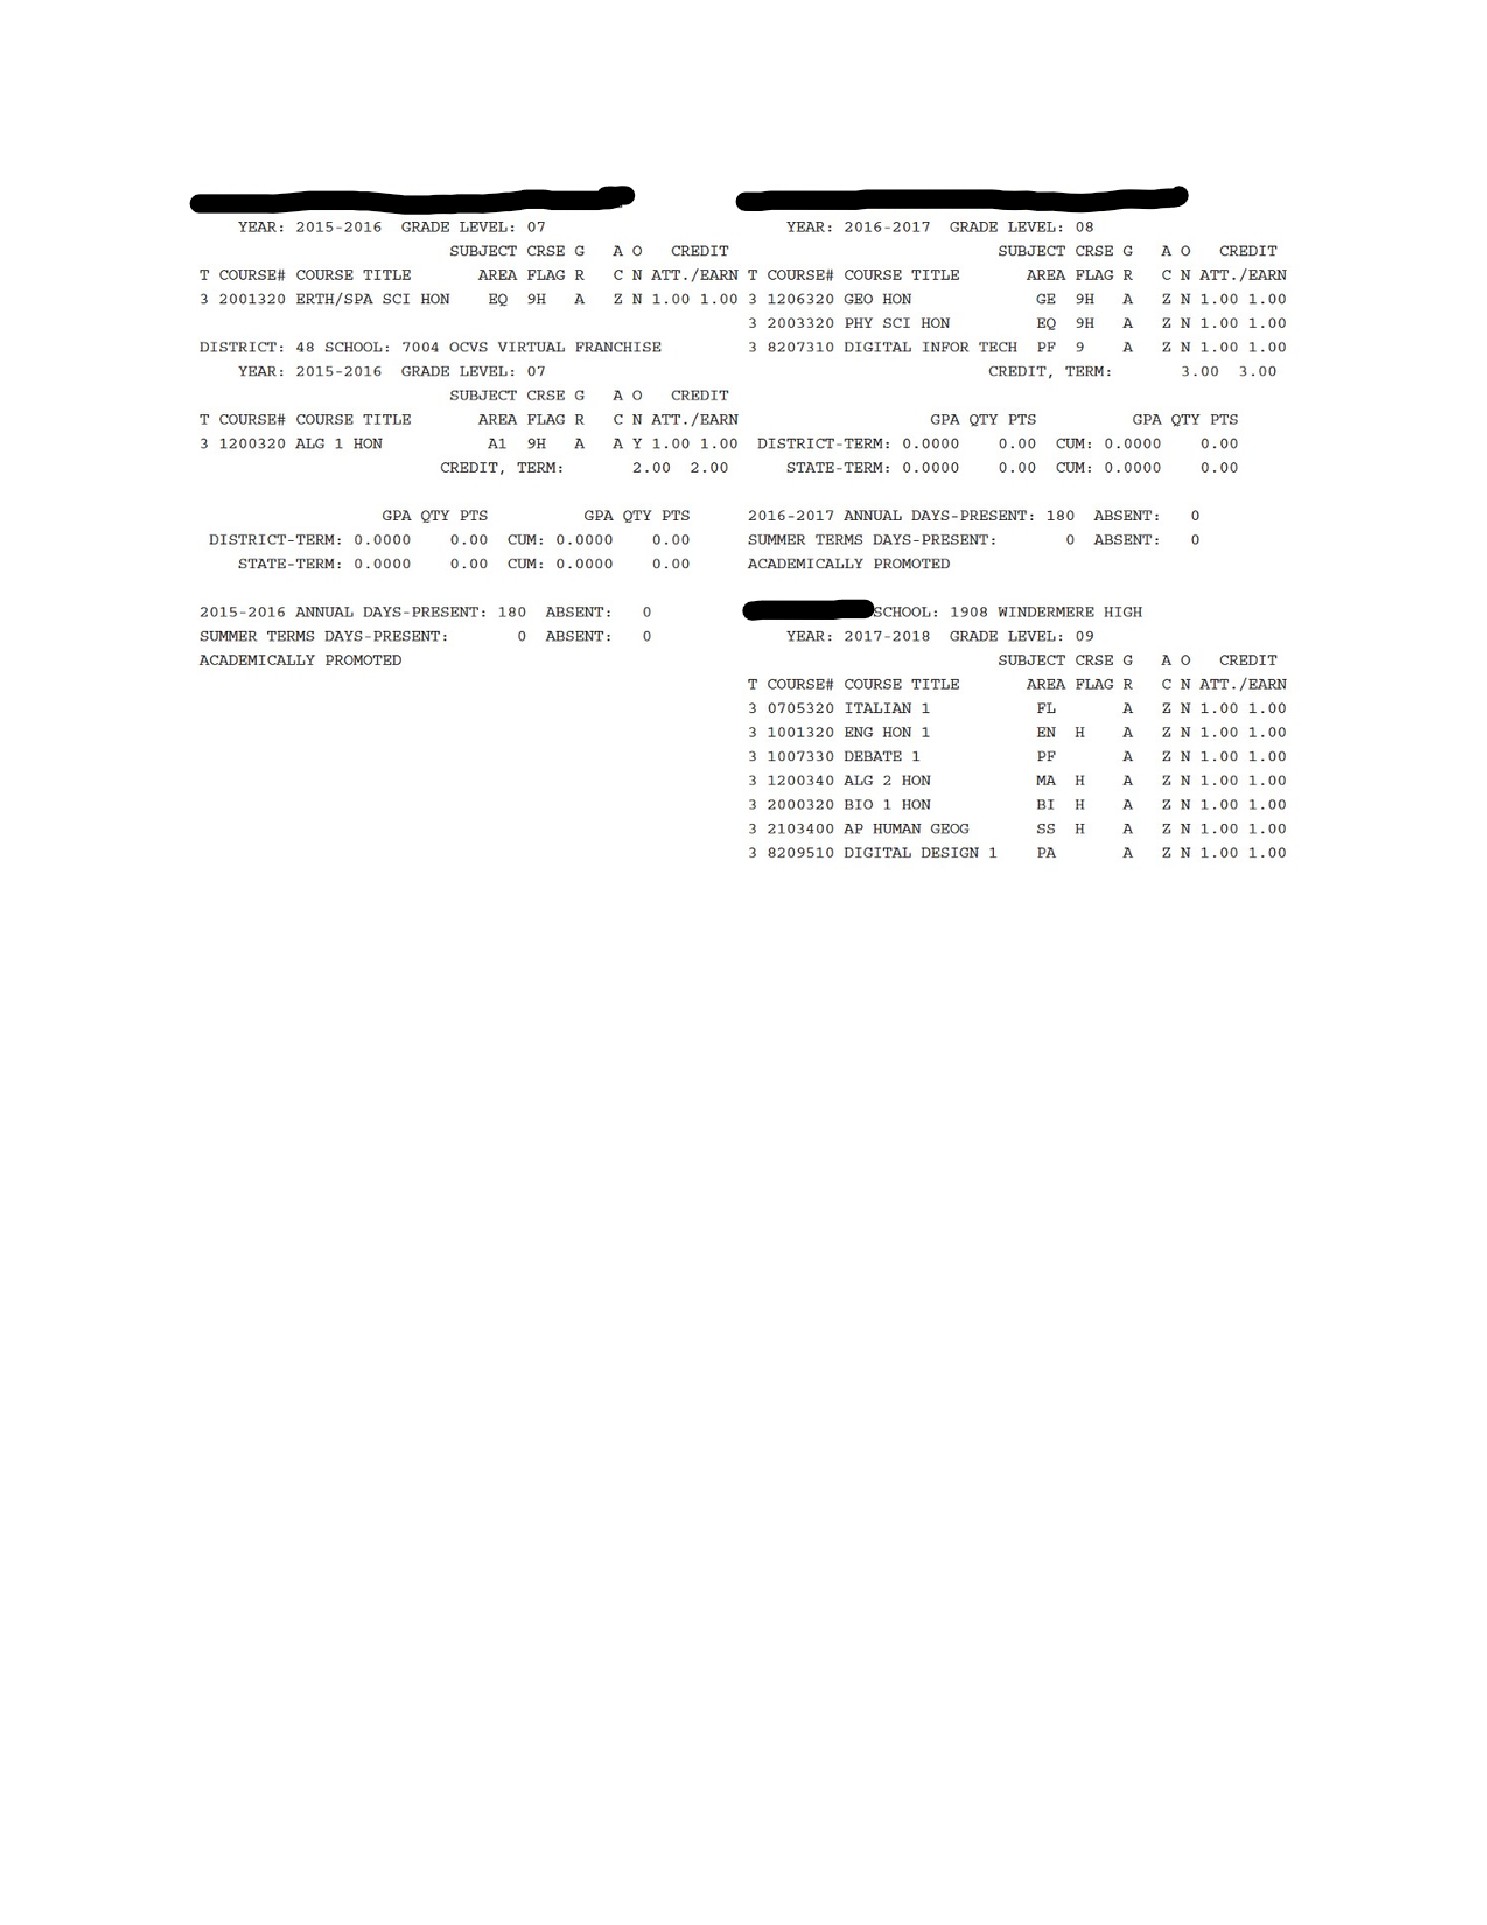 YEAR: 2015-2016 GRADE LEVEL: 07
SUBJECT CRSE G A O CREDIT
T COURSE# COURSE TITLE AREA FLAG R C N ATT./EARN
3 2001320 ERTH/SPA SCI HON EQ 9H A Z N 1.00 1.00
DISTRICT: 48 SCHOOL: 7004 OCVS VIRTUAL FRANCHISE
YEAR: 2015-2016 GRADE LEVEL: 07
SUBJECT CRSE G A O CREDIT
T COURSE# COURSE TITLE AREA FLAG R C N ATT./EARN
3 1200320 ALG 1 HON A1 9H A A Y 1.00 1.00
CREDIT, TERM: 2.00 2.00
GPA QTY PTS GPA QTY PTS
DISTRICT-TERM: 0.0000 0.00 CUM: 0.0000 0.00
STATE-TERM: 0.0000 0.00 CUM: 0.0000 0.00
2015-2016 ANNUAL DAYS-PRESENT: 180 ABSENT: 0
SUMMER TERMS DAYS-PRESENT: 0 ABSENT: 0
ACADEMICALLY PROMOTED
YEAR: 2016-2017 GRADE LEVEL: 08
SUBJECT CRSE G A O CREDIT
T COURSE# COURSE TITLE AREA FLAG R C N ATT./EARN
3 1206320 GEO HON GE 9H A Z N 1.00 1.00
3 2003320 PHY SCI HON EQ 9H A Z N 1.00 1.00
3 8207310 DIGITAL INFOR TECH PF 9 A Z N 1.00 1.00
CREDIT, TERM: 3.00 3.00
GPA QTY PTS GPA QTY PTS
DISTRICT-TERM: 0.0000 0.00 CUM: 0.0000 0.00
STATE-TERM: 0.0000 0.00 CUM: 0.0000 0.00
2016-2017 ANNUAL DAYS-PRESENT: 180 ABSENT: 0
SUMMER TERMS DAYS-PRESENT: 0 ABSENT: 0
ACADEMICALLY PROMOTED
SCHOOL: 1908 WINDERMERE HIGH
YEAR: 2017-2018 GRADE LEVEL: 09
SUBJECT CRSE G A O CREDIT
T COURSE# COURSE TITLE AREA FLAG R C N ATT./EARN
3 0705320 ITALIAN 1 FL A Z N 1.00 1.00
3 1001320 ENG HON 1 EN H A Z N 1.00 1.00
3 1007330 DEBATE 1 PF A Z N 1.00 1.00
3 1200340 ALG 2 HON MA H A Z N 1.00 1.00
3 2000320 BIO 1 HON BI H A Z N 1.00 1.00
3 2103400 AP HUMAN GEOG SS H A Z N 1.00 1.00
3 8209510 DIGITAL DESIGN 1 PA A Z N 1.00 1.00